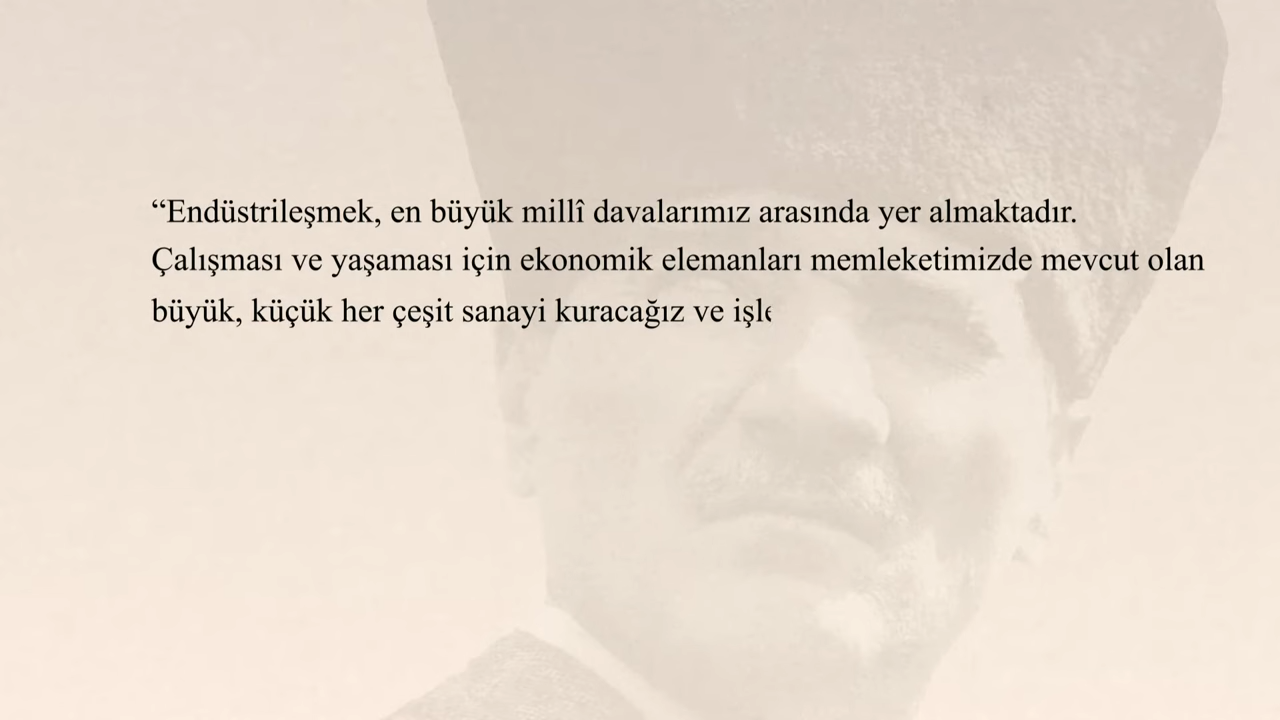 “Endüstrileşmek, en büyük millî davalarımız arasında yer almaktadır.
Çalışması ve yaşaması için ekonomik elemanları memleketimizde mevcut olan
büyük, küçük her çeşit sanayi kuracağız ve